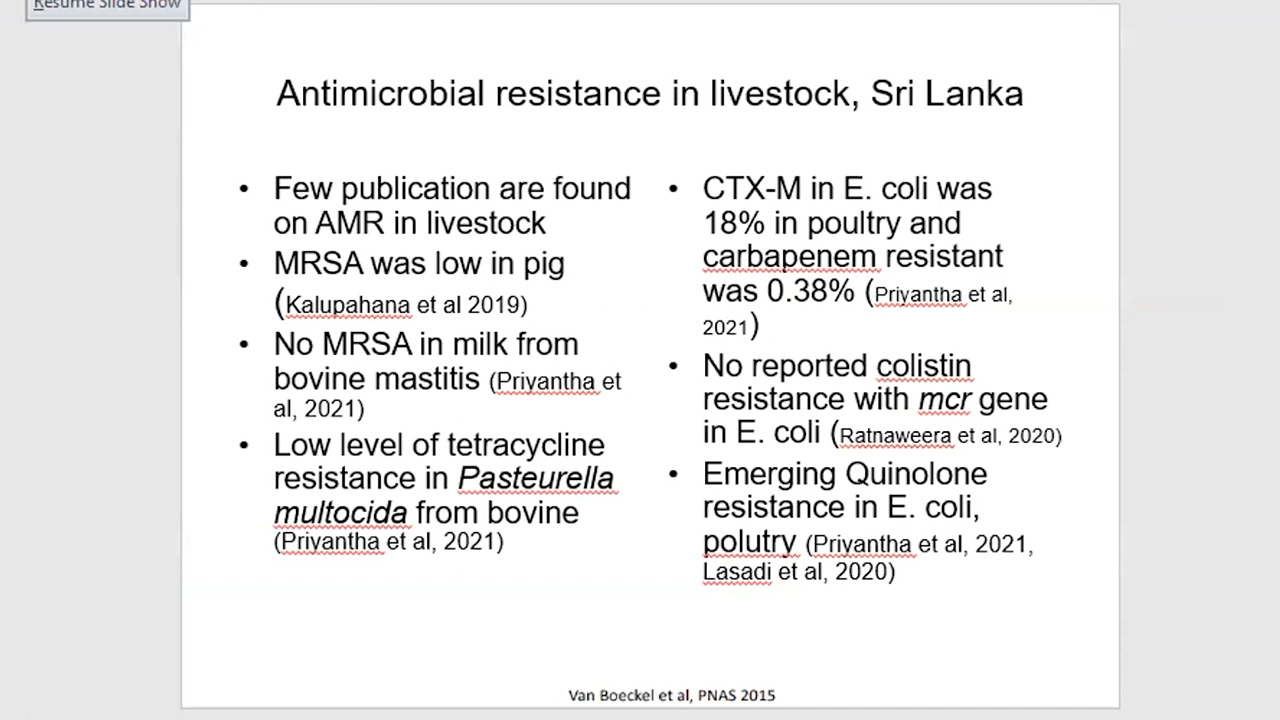 Resume Slide Show
Antimicrobial resistance in livestock, Sri Lanka
• Few publication are found
on AMR in livestock
• MRSA was low in pig
(Kalupahana et al 2019)
• No MRSA in milk from
bovine mastitis (Priyantha et
al, 2021)
• Low level of tetracycline
resistance in Pasteurella
multocida from bovine
(Priyantha et al, 2021)
• CTX-M in E. coli was
18% in poultry and
carbapenem resistant
was 0.38% (Priyantha et al,
2021)
• No reported colistin
resistance with mcr gene
in E. coli (Ratnaweera et al, 2020)
• Emerging Quinolone
resistance in E. coli,
polutry (Priyantha et al, 2021,
Lasadi et al, 2020)
Van Boeckel et al, PNAS 2015